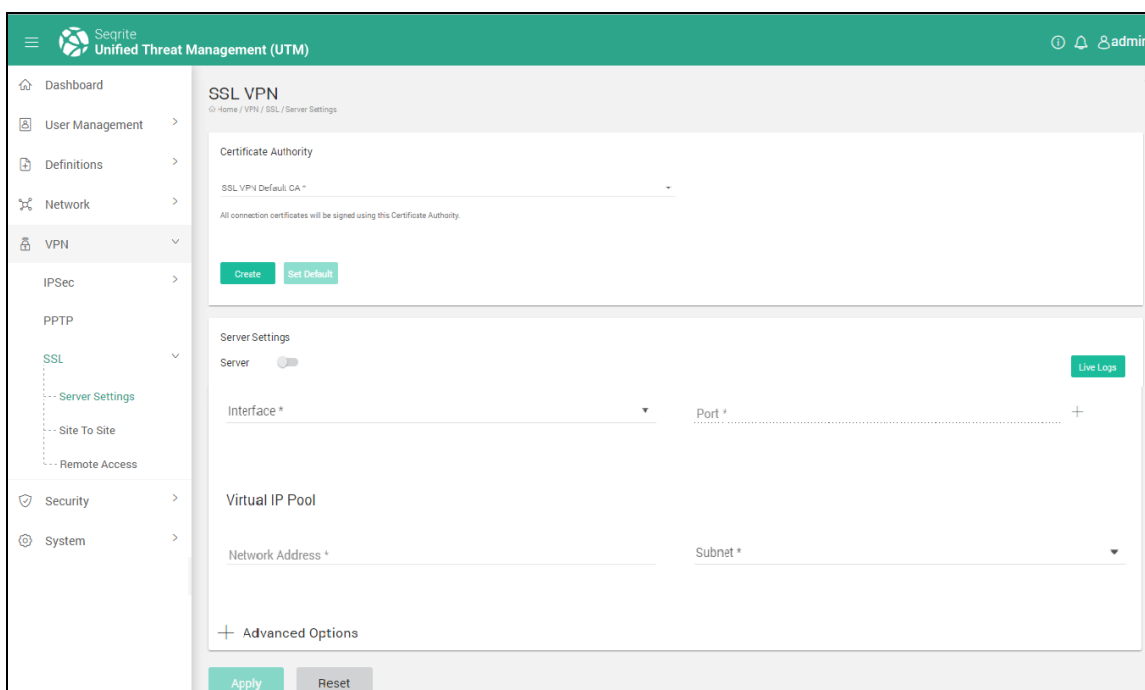 Seqrite
Unified Threat Management (UTM)
admin
Dashboard
User Management
Definitions
Network
VPN
IPSec
PPTP
SSL
Server Settings
Site To Site
Remote Access
Security
System
SSL VPN
Home / VPN / SSL / Server Settings
Certificate Authority
SSL VPN Default CA *
All connection certificates will be signed using this Certificate Authority.
Create Set Default
Server Settings
Server
Live Logs
Interface * Port *
Virtual IP Pool
Network Address * Subnet *
Advanced Options
Apply Reset